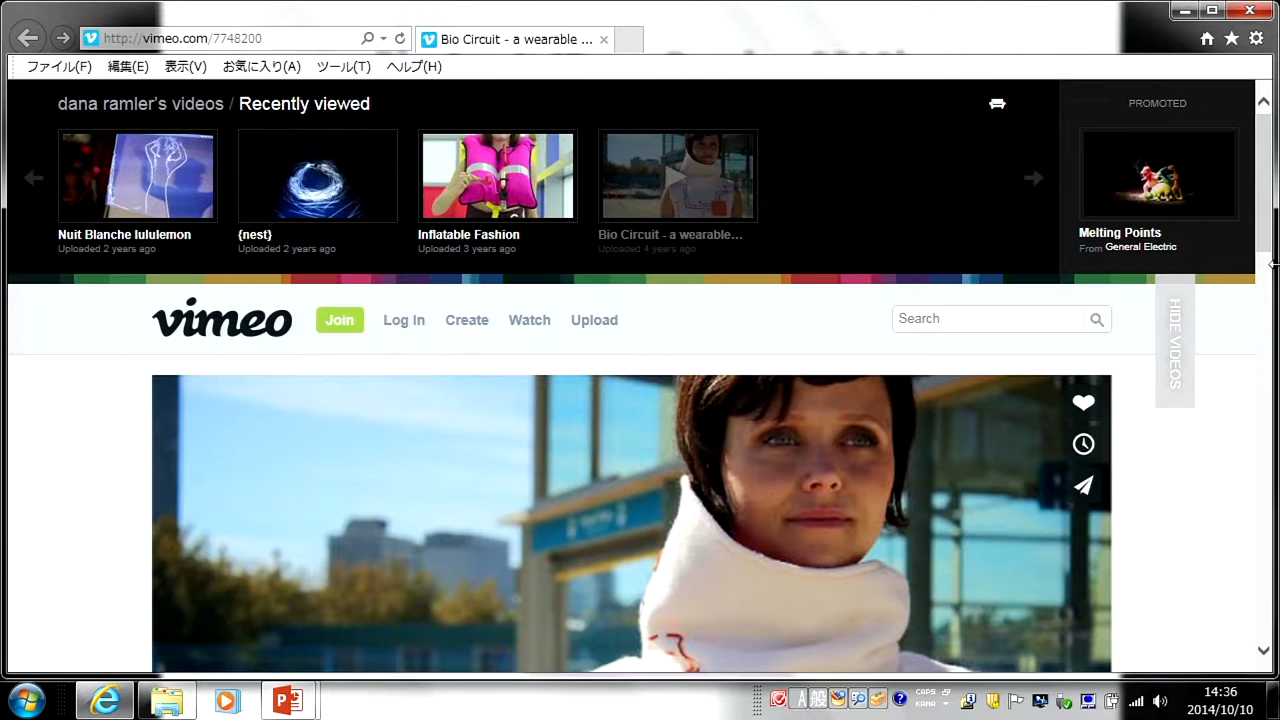 http://vimeo.com/7748200
Bio Circuit - a wearable ...
ファイル(F) 編集(E) 表示(V) お気に入り(A) ツール(T) ヘルプ(H)
dana ramler's videos / Recently viewed
PROMOTED
Nuit Blanche lululemon
Uploaded 2 years ago
{nest}
Uploaded 2 years ago
Inflatable Fashion
Uploaded 3 years ago
Bio Circuit - a wearable...
Uploaded 4 years ago
Melting Points
From General Electric
vimeo
Join Log In Create Watch Upload
Search
HIDE VIDEOS
A 般
CAPS
KANA
14:36
2014/10/10